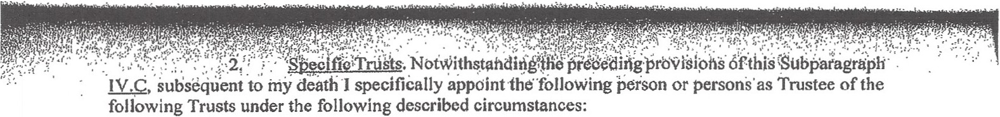 2. Specific Trusts. Notwithstanding the preceding provisions of this Subparagraph
IV.C, subsequent to my death I specifically appoint the following person or persons as Trustee of the
following Trusts under the following described circumstances: